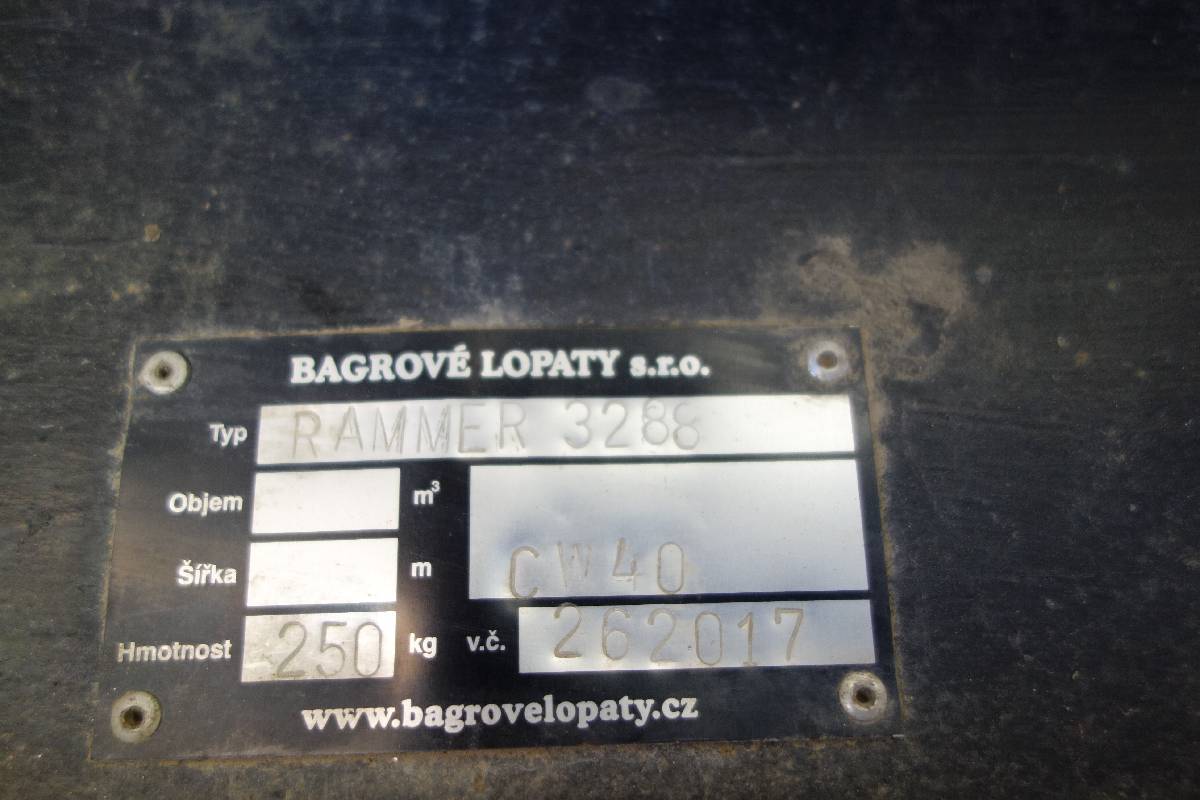 BAGROVÉ LOPATY s.r.o.
Typ RAMMER 3288
Objem m³
Šířka m CW40
Hmotnost 250 kg v.č. 262017
www.bagrovelopaty.cz